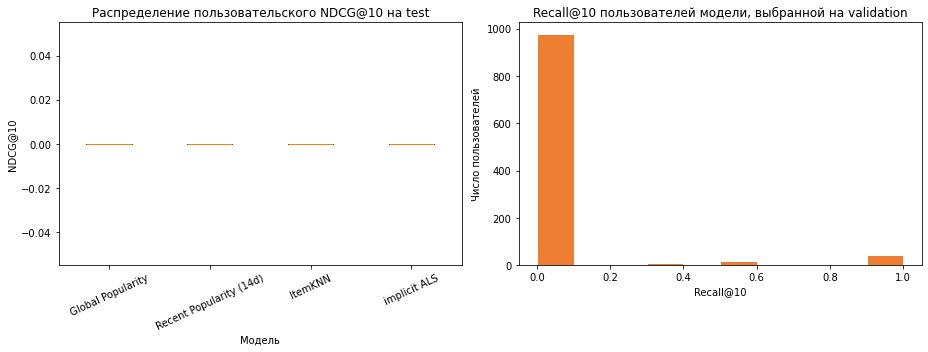 Распределение пользовательского NDCG@10 на test
NDCG@10
0.04
0.02
0.00
−0.02
−0.04
Global Popularity
Recent Popularity (14d)
ItemKNN
implicit ALS
Модель
Recall@10 пользователей модели, выбранной на validation
Число пользователей
1000
800
600
400
200
0
0.0 0.2 0.4 0.6 0.8 1.0
Recall@10